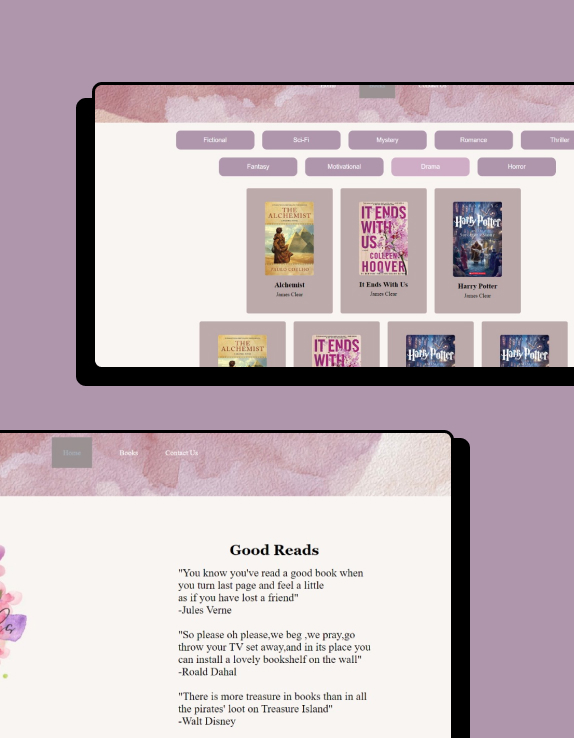 Fictional
Sci-Fi
Mystery
Romance
Thriller
Fantasy
Motivational
Drama
Horror
THE
ALCHEMIST
PAULO COELHO
Alchemist
James Clear
IT ENDS
WITH
US
COLLEEN
HOOVER
It Ends With Us
James Clear
Harry Potter
Harry Potter
James Clear
THE
ALCHEMIST
IT ENDS
WITH
Harry Potter
Harry Potter
Home
Books
Contact Us
Good Reads
"You know you've read a good book when
you turn last page and feel a little
as if you have lost a friend"
-Jules Verne
"So please oh please,we beg ,we pray,go
throw your TV set away,and in its place you
can install a lovely bookshelf on the wall"
-Roald Dahal
"There is more treasure in books than in all
the pirates' loot on Treasure Island"
-Walt Disney